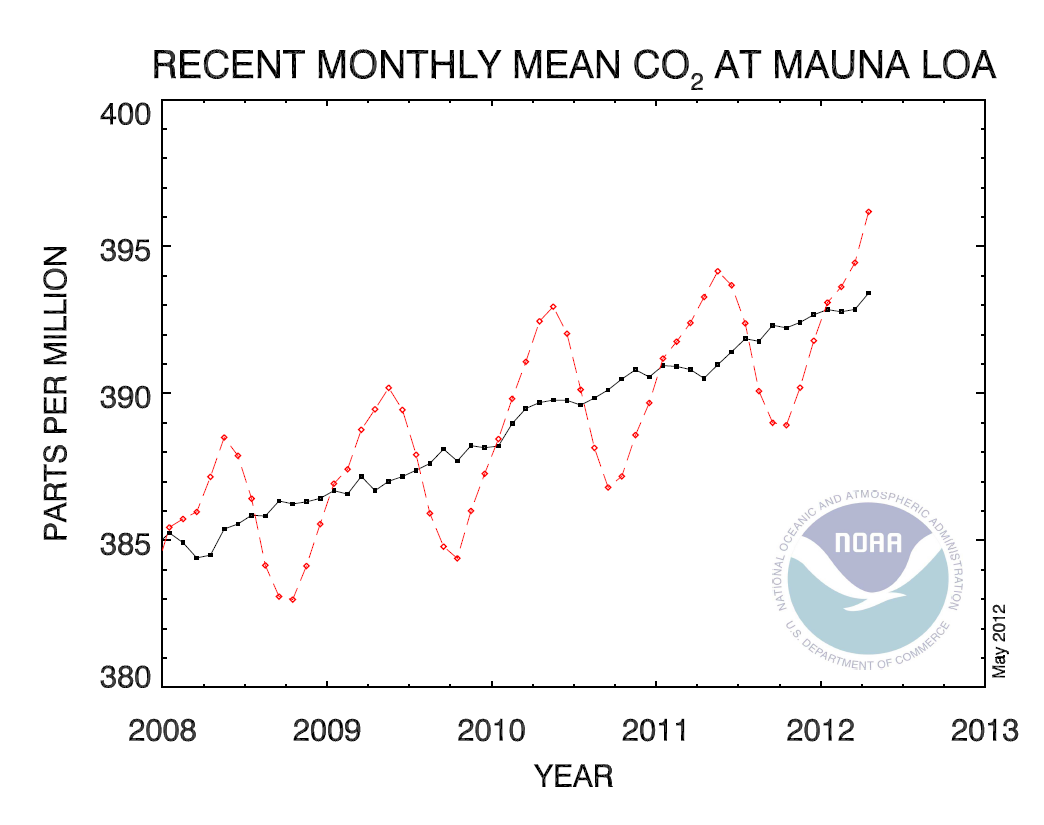 RECENT MONTHLY MEAN CO₂ AT MAUNA LOA
400
395
390
385
380
PARTS PER MILLION
2008 2009 2010 2011 2012 2013
YEAR
NATIONAL OCEANIC AND ATMOSPHERIC ADMINISTRATION
NOAA
U.S. DEPARTMENT OF COMMERCE
May 2012